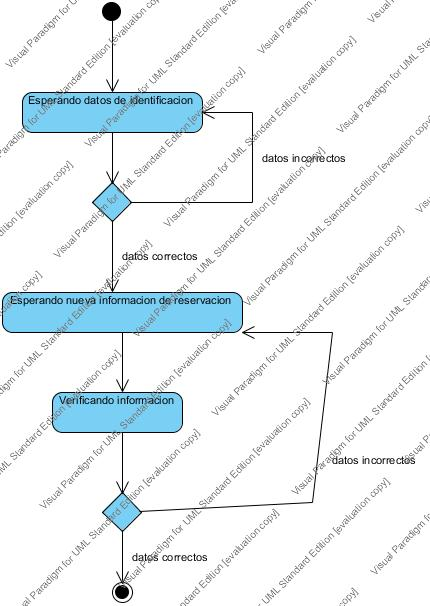 Esperando datos de identificacion
datos incorrectos
datos correctos
Esperando nueva informacion de reservacion
Verificando informacion
datos incorrectos
datos correctos
Visual Paradigm for UML Standard Edition [evaluation copy]